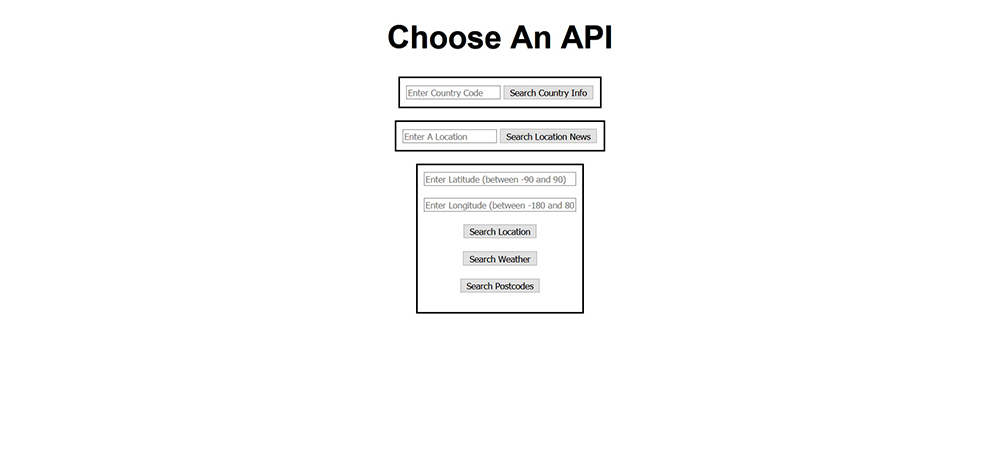 Choose An API
Enter Country Code Search Country Info
Enter A Location Search Location News
Enter Latitude (between -90 and 90)
Enter Longitude (between -180 and 80
Search Location
Search Weather
Search Postcodes